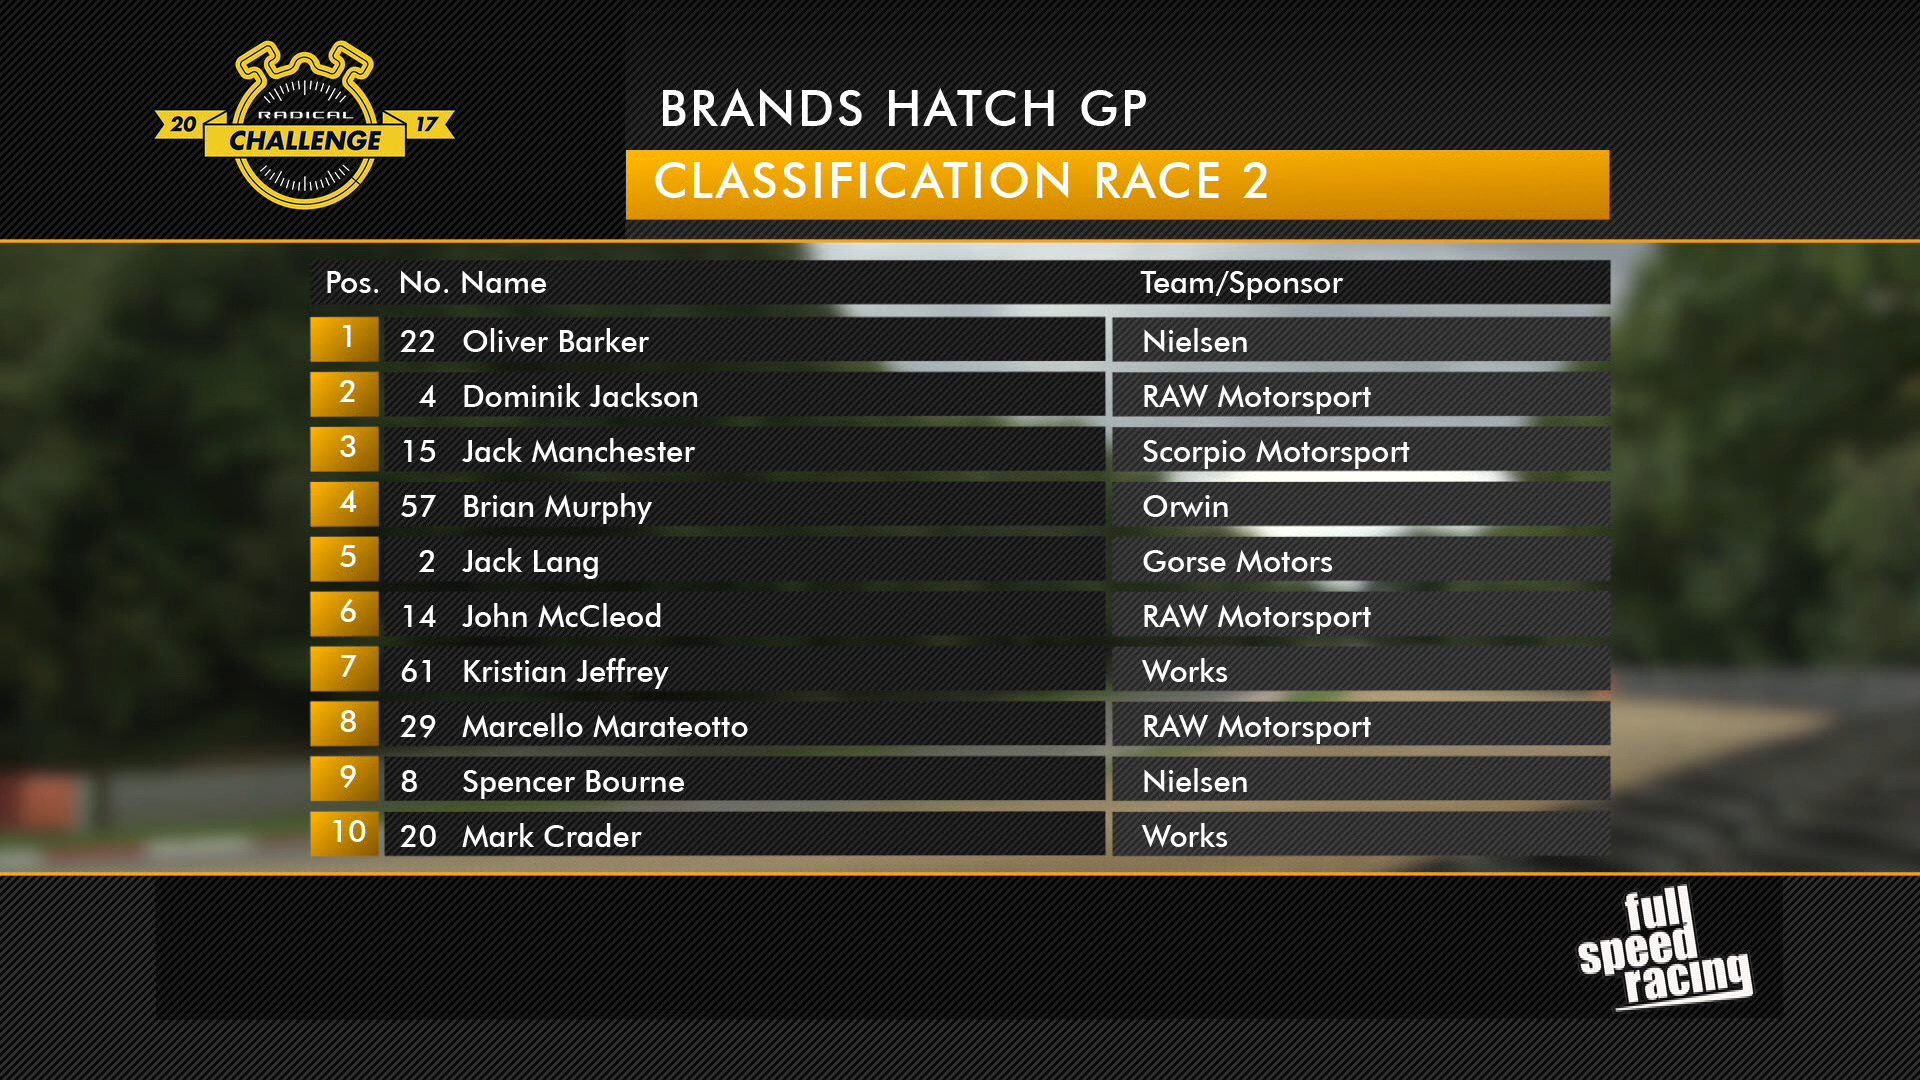 20 RADICAL CHALLENGE 17
BRANDS HATCH GP
CLASSIFICATION RACE 2
Pos. No. Name Team/Sponsor
1 22 Oliver Barker Nielsen
2 4 Dominik Jackson RAW Motorsport
3 15 Jack Manchester Scorpio Motorsport
4 57 Brian Murphy Orwin
5 2 Jack Lang Gorse Motors
6 14 John McCleod RAW Motorsport
7 61 Kristian Jeffrey Works
8 29 Marcello Marateotto RAW Motorsport
9 8 Spencer Bourne Nielsen
10 20 Mark Crader Works
full
speed
racing